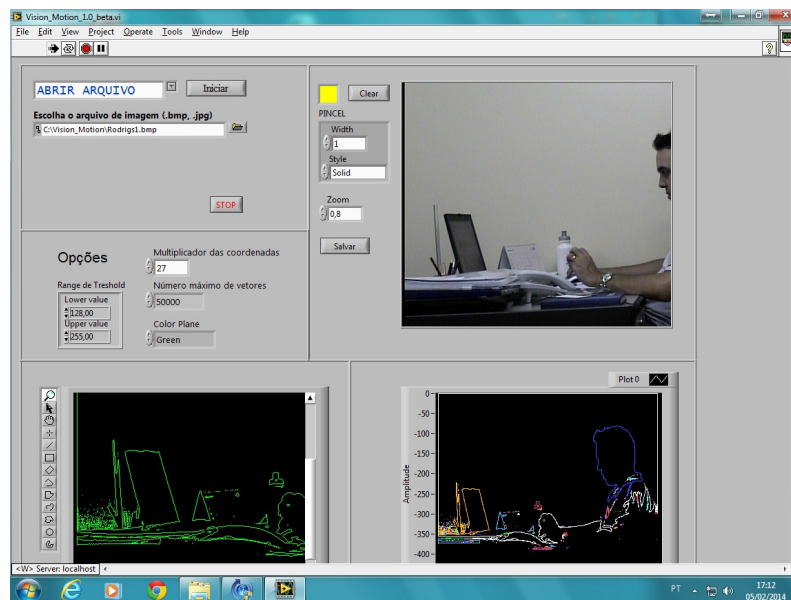 Vision_Motion_1.0_beta.vi
File Edit View Project Operate Tools Window Help
ABRIR ARQUIVO
Iniciar
Escolha o arquivo de imagem (.bmp, .jpg)
C:\Vision_Motion\Rodrigs1.bmp
STOP
Clear
PINCEL
Width
1
Style
Solid
Zoom
0,8
Salvar
Opções
Multiplicador das coordenadas
27
Range de Treshold
Lower value
128,00
Upper value
255,00
Número máximo de vetores
50000
Color Plane
Green
Plot 0
Amplitude
0
-50
-100
-150
-200
-250
-300
-350
-400
<W> Server: localhost
PT
17:12
05/02/2014